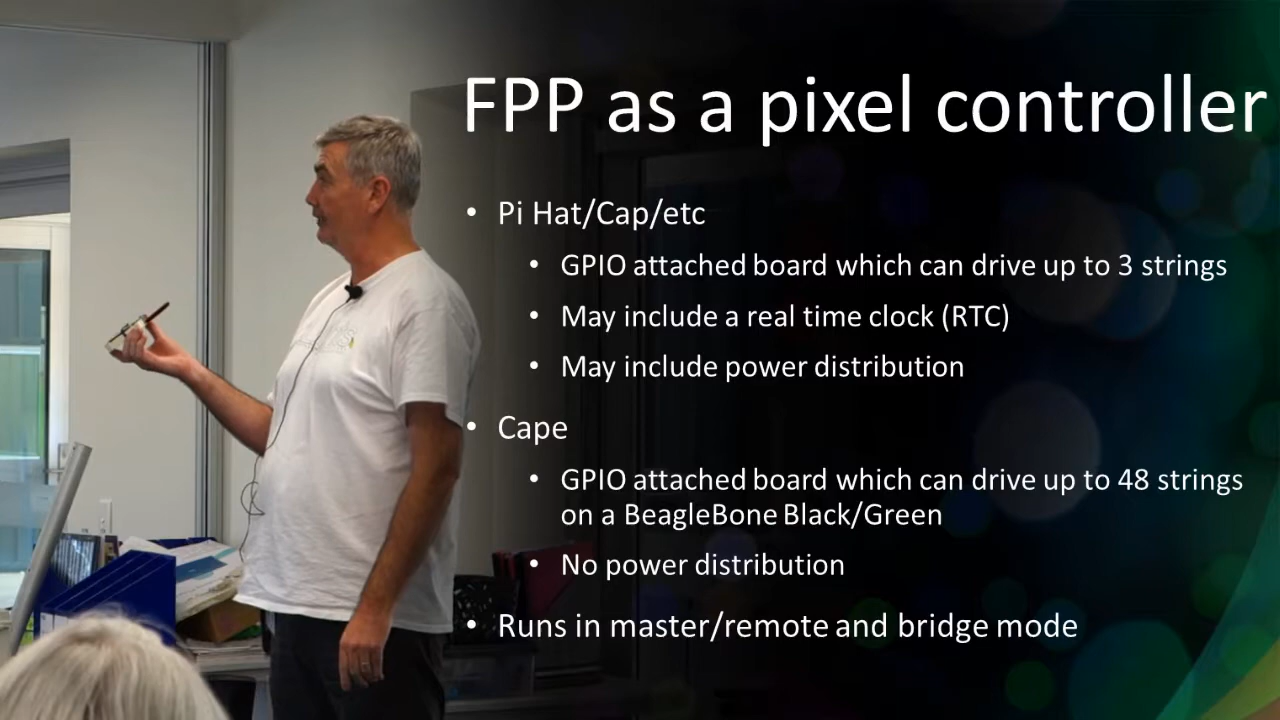 FPP as a pixel controller
• Pi Hat/Cap/etc
• GPIO attached board which can drive up to 3 strings
• May include a real time clock (RTC)
• May include power distribution
• Cape
• GPIO attached board which can drive up to 48 strings
on a BeagleBone Black/Green
• No power distribution
• Runs in master/remote and bridge mode